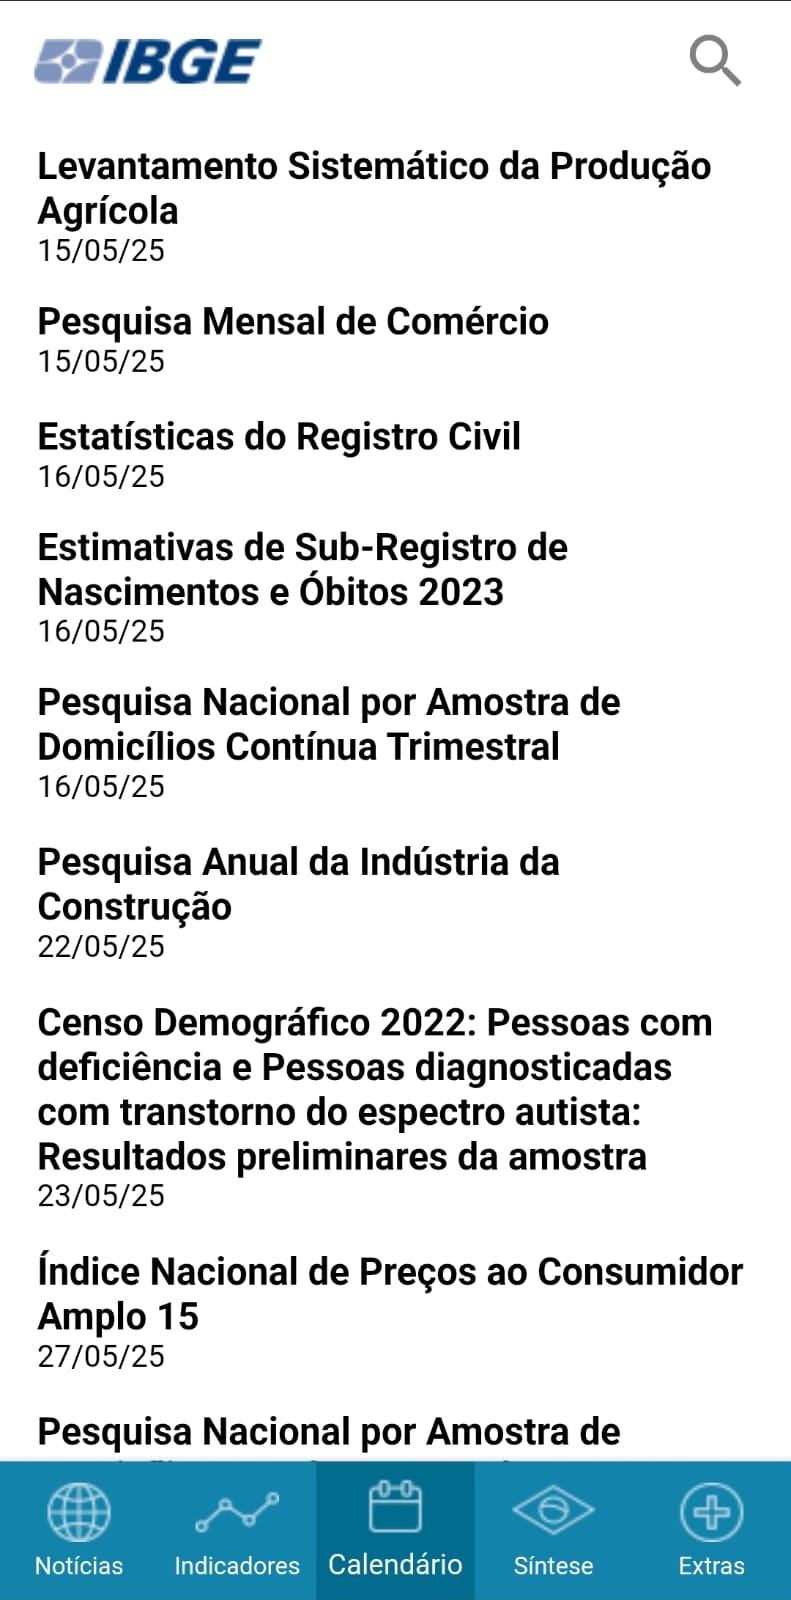 IBGE
Levantamento Sistemático da Produção
Agrícola
15/05/25
Pesquisa Mensal de Comércio
15/05/25
Estatísticas do Registro Civil
16/05/25
Estimativas de Sub-Registro de
Nascimentos e Óbitos 2023
16/05/25
Pesquisa Nacional por Amostra de
Domicílios Contínua Trimestral
16/05/25
Pesquisa Anual da Indústria da
Construção
22/05/25
Censo Demográfico 2022: Pessoas com
deficiência e Pessoas diagnosticadas
com transtorno do espectro autista:
Resultados preliminares da amostra
23/05/25
Índice Nacional de Preços ao Consumidor
Amplo 15
27/05/25
Pesquisa Nacional por Amostra de
Notícias
Indicadores
Calendário
Síntese
Extras